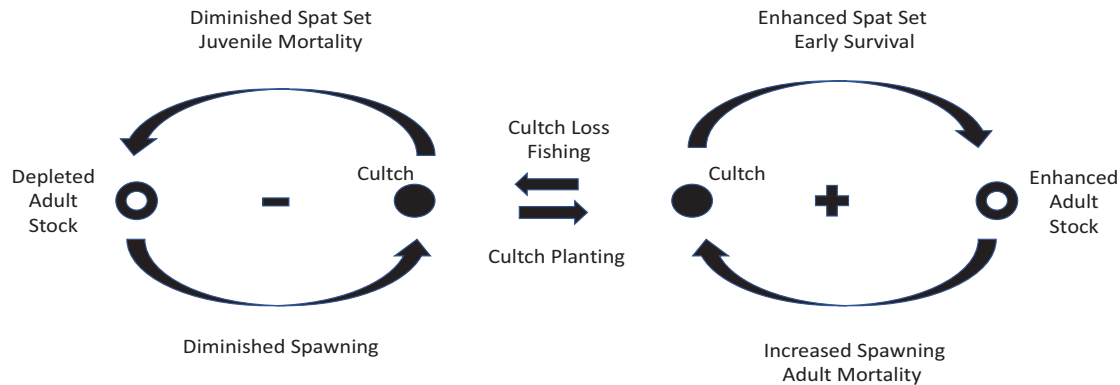 Diminished Spat Set
Juvenile Mortality
Enhanced Spat Set
Early Survival
Cultch Loss
Fishing
Depleted
Adult
Stock
Cultch
Cultch
Enhanced
Adult
Stock
Cultch Planting
Diminished Spawning
Increased Spawning
Adult Mortality